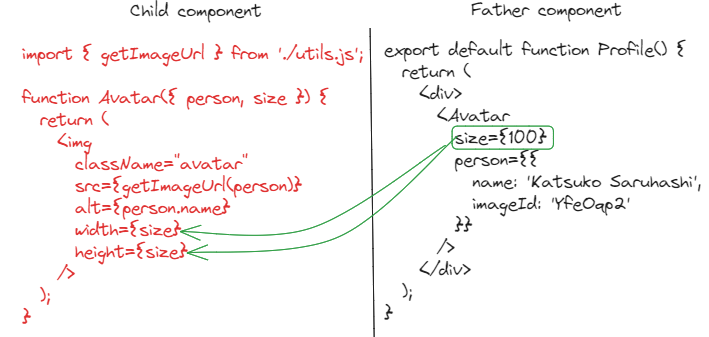 Child component
import { getImageUrl } from './utils.js';
function Avatar({ person, size }) {
return (
<img
className="avatar"
src={getImageUrl(person)}
alt={person.name}
width={size}
height={size}
/>
);
}
Father component
export default function Profile() {
return (
<div>
<Avatar
size={100}
person={{
name: 'Katsuko Saruhashi',
imageId: 'YfeOqp2'
}}
/>
</div>
);
}